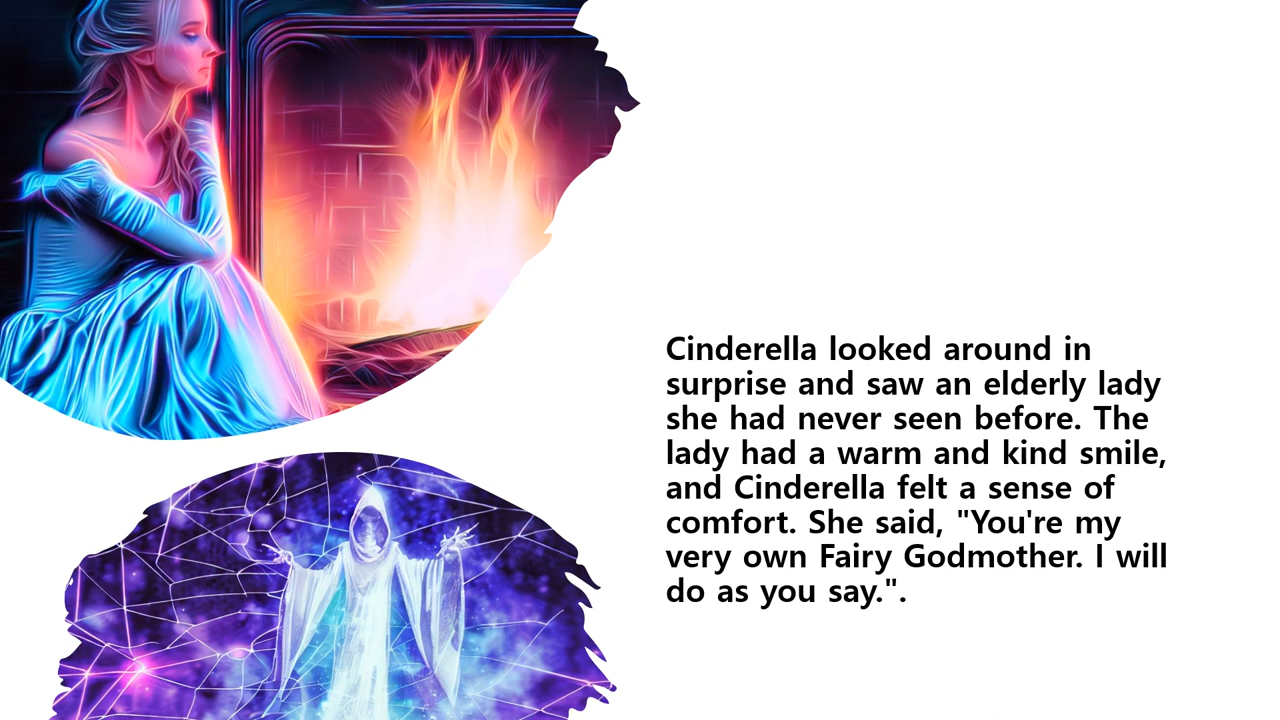 Cinderella looked around in
surprise and saw an elderly lady
she had never seen before. The
lady had a warm and kind smile,
and Cinderella felt a sense of
comfort. She said, "You're my
very own Fairy Godmother. I will
do as you say.".